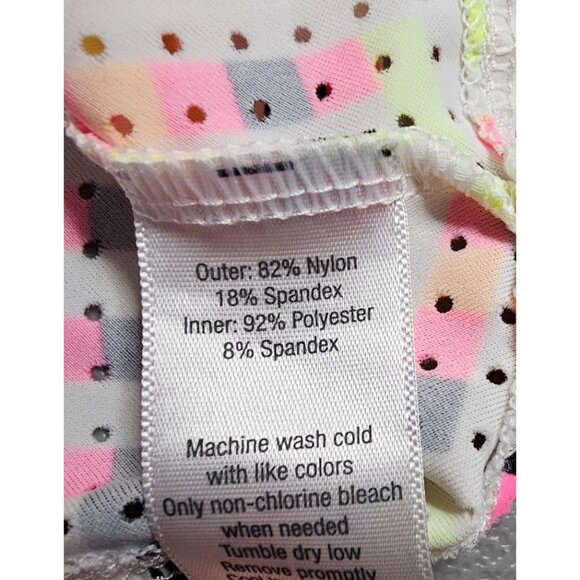 Outer: 82% Nylon
18% Spandex
Inner: 92% Polyester
8% Spandex
Machine wash cold
with like colors
Only non-chlorine bleach
when needed
Tumble dry low
Remove promptly